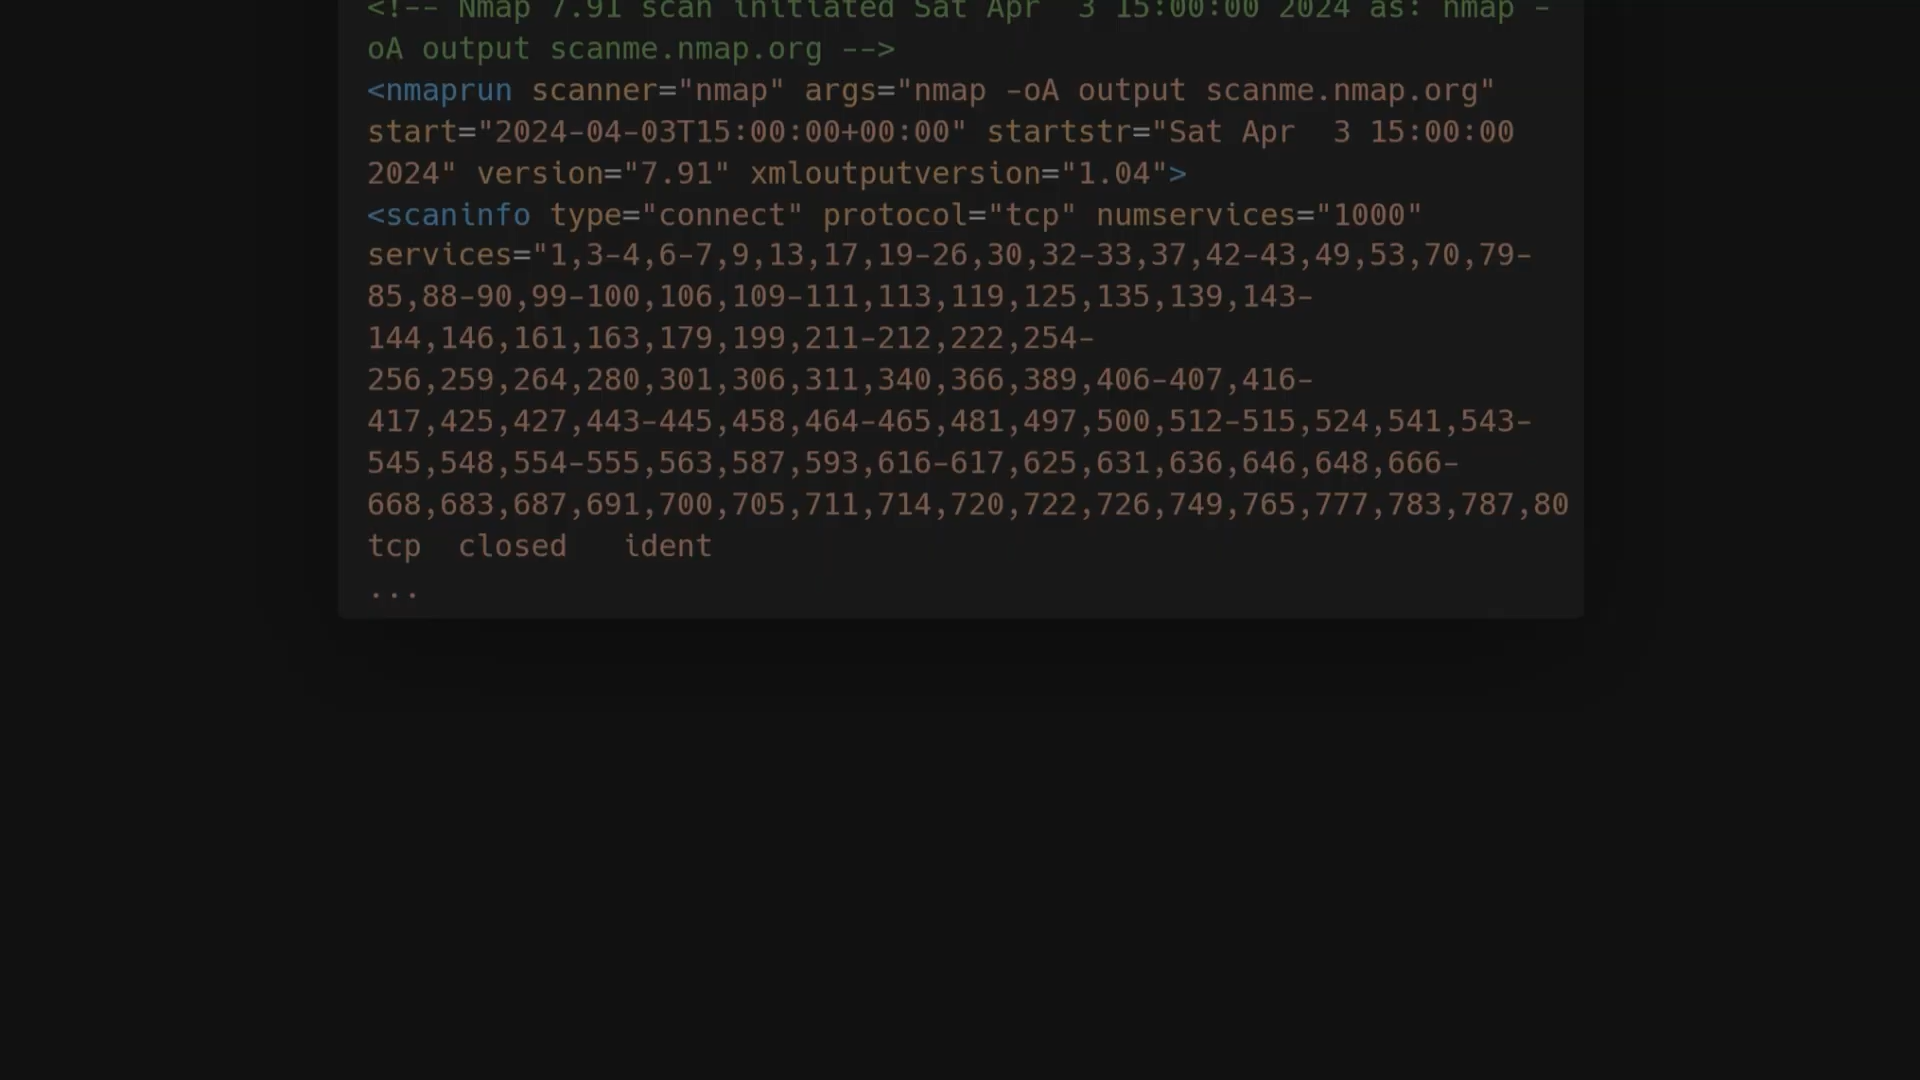 <!-- Nmap 7.91 scan initiated Sat Apr  3 15:00:00 2024 as: nmap -
oA output scanme.nmap.org -->
<nmaprun scanner="nmap" args="nmap -oA output scanme.nmap.org"
start="2024-04-03T15:00:00+00:00" startstr="Sat Apr  3 15:00:00
2024" version="7.91" xmloutputversion="1.04">
<scaninfo type="connect" protocol="tcp" numservices="1000"
services="1,3-4,6-7,9,13,17,19-26,30,32-33,37,42-43,49,53,70,79-
85,88-90,99-100,106,109-111,113,119,125,135,139,143-
144,146,161,163,179,199,211-212,222,254-
256,259,264,280,301,306,311,340,366,389,406-407,416-
417,425,427,443-445,458,464-465,481,497,500,512-515,524,541,543-
545,548,554-555,563,587,593,616-617,625,631,636,646,648,666-
668,683,687,691,700,705,711,714,720,722,726,749,765,777,783,787,80
tcp  closed   ident
...